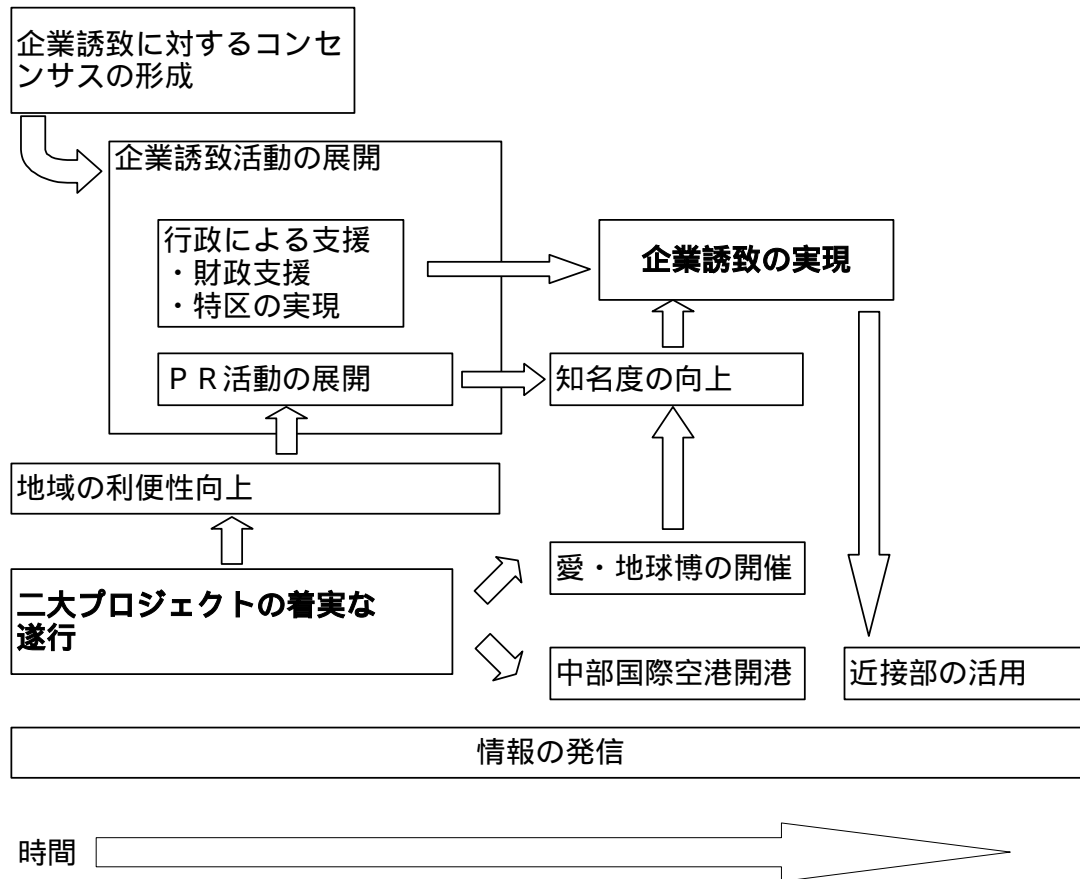 企業誘致に対するコンセ
ンサスの形成
企業誘致活動の展開
行政による支援
・財政支援
・特区の実現
企業誘致の実現
ＰＲ活動の展開
知名度の向上
地域の利便性向上
愛・地球博の開催
二大プロジェクトの着実な
遂行
中部国際空港開港
近接部の活用
情報の発信
時間